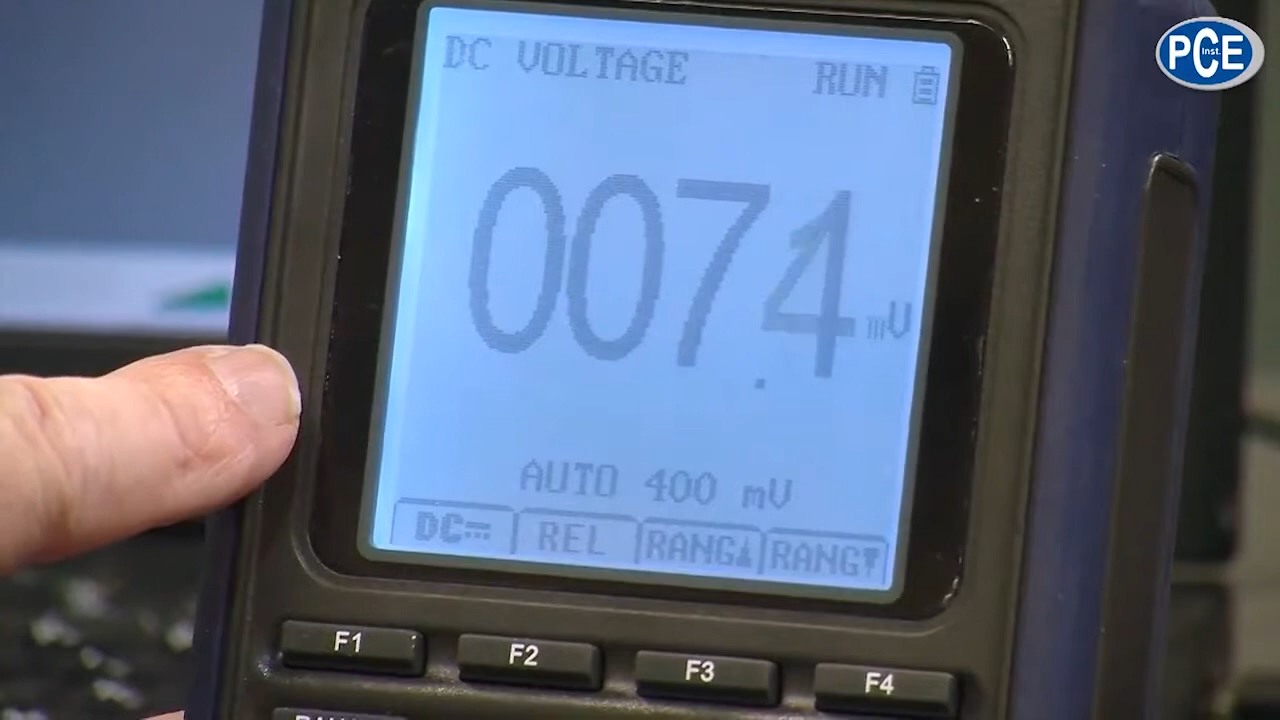 PCE
Inst.
DC VOLTAGE RUN
007.4 mV
AUTO 400 mV
DC REL RANG▲ RANG▼
F1 F2 F3 F4